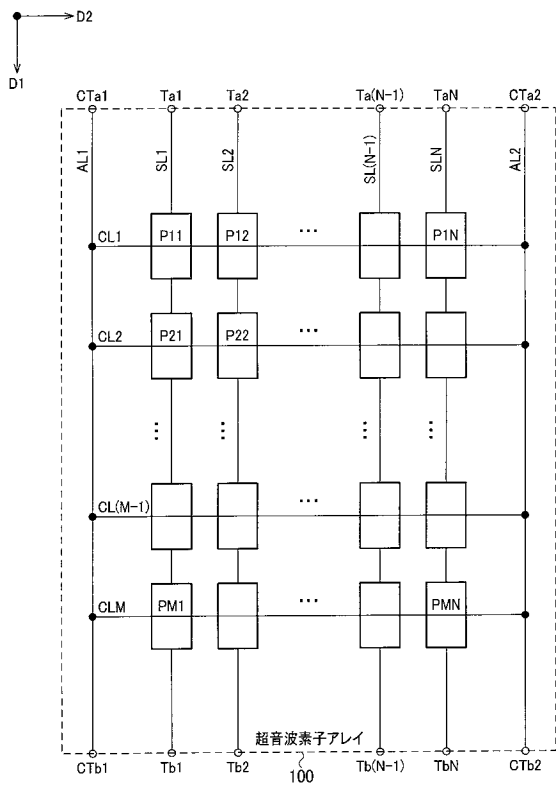 D2
D1
CTa1 Ta1 Ta2 Ta(N-1) TaN CTa2
AL1 SL1 SL2 SL(N-1) SLN AL2
CL1 P11 P12 ... P1N
CL2 P21 P22 ...
... ... ... ...
CL(M-1) ...
CLM PM1 ... PMN
超音波素子アレイ
CTb1 Tb1 Tb2 100 Tb(N-1) TbN CTb2